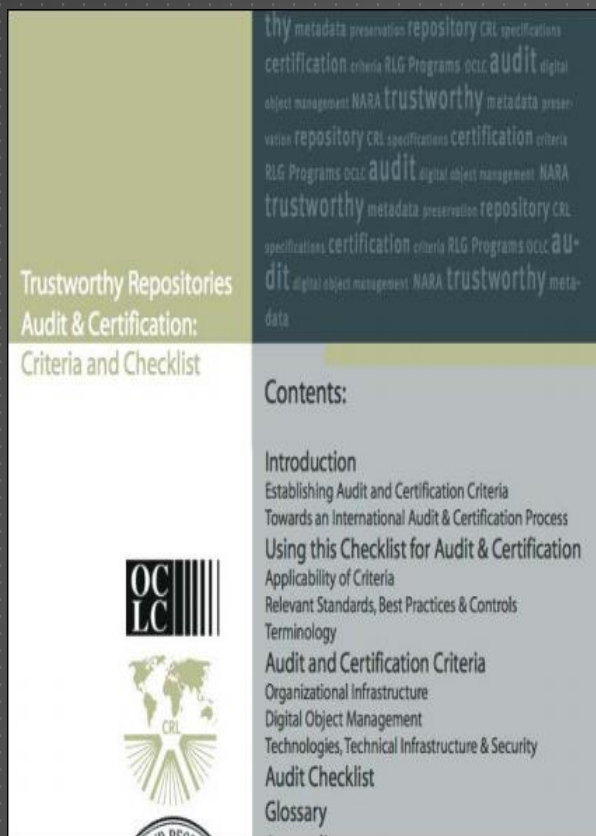 thy metadata preservation repository CRL specifications
certification criteria RLG Programs OCLC audit digital
object management NARA trustworthy metadata preser-
vation repository CRL specifications certification criteria
RLG Programs OCLC audit digital object management NARA
trustworthy metadata preservation repository CRL
specifications certification criteria RLG Programs OCLC au-
dit digital object management NARA trustworthy meta-
data
Trustworthy Repositories
Audit & Certification:
Criteria and Checklist
Contents:
Introduction
Establishing Audit and Certification Criteria
Towards an International Audit & Certification Process
Using this Checklist for Audit & Certification
Applicability of Criteria
Relevant Standards, Best Practices & Controls
Terminology
Audit and Certification Criteria
Organizational Infrastructure
Digital Object Management
Technologies, Technical Infrastructure & Security
Audit Checklist
Glossary
OC
LC
CRL